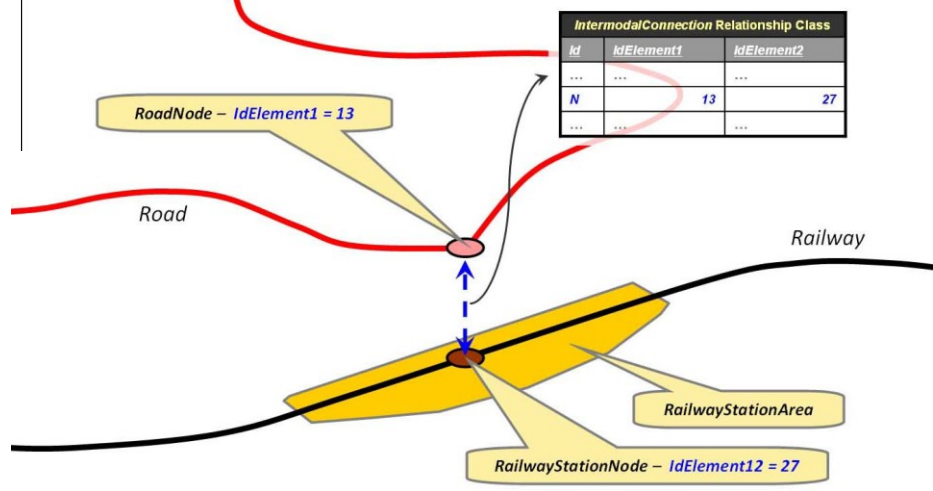 IntermodalConnection Relationship Class
Id IdElement1 IdElement2
... ... ...
N 13 27
... ... ...
RoadNode – IdElement1 = 13
Road
Railway
RailwayStationArea
RailwayStationNode – IdElement12 = 27